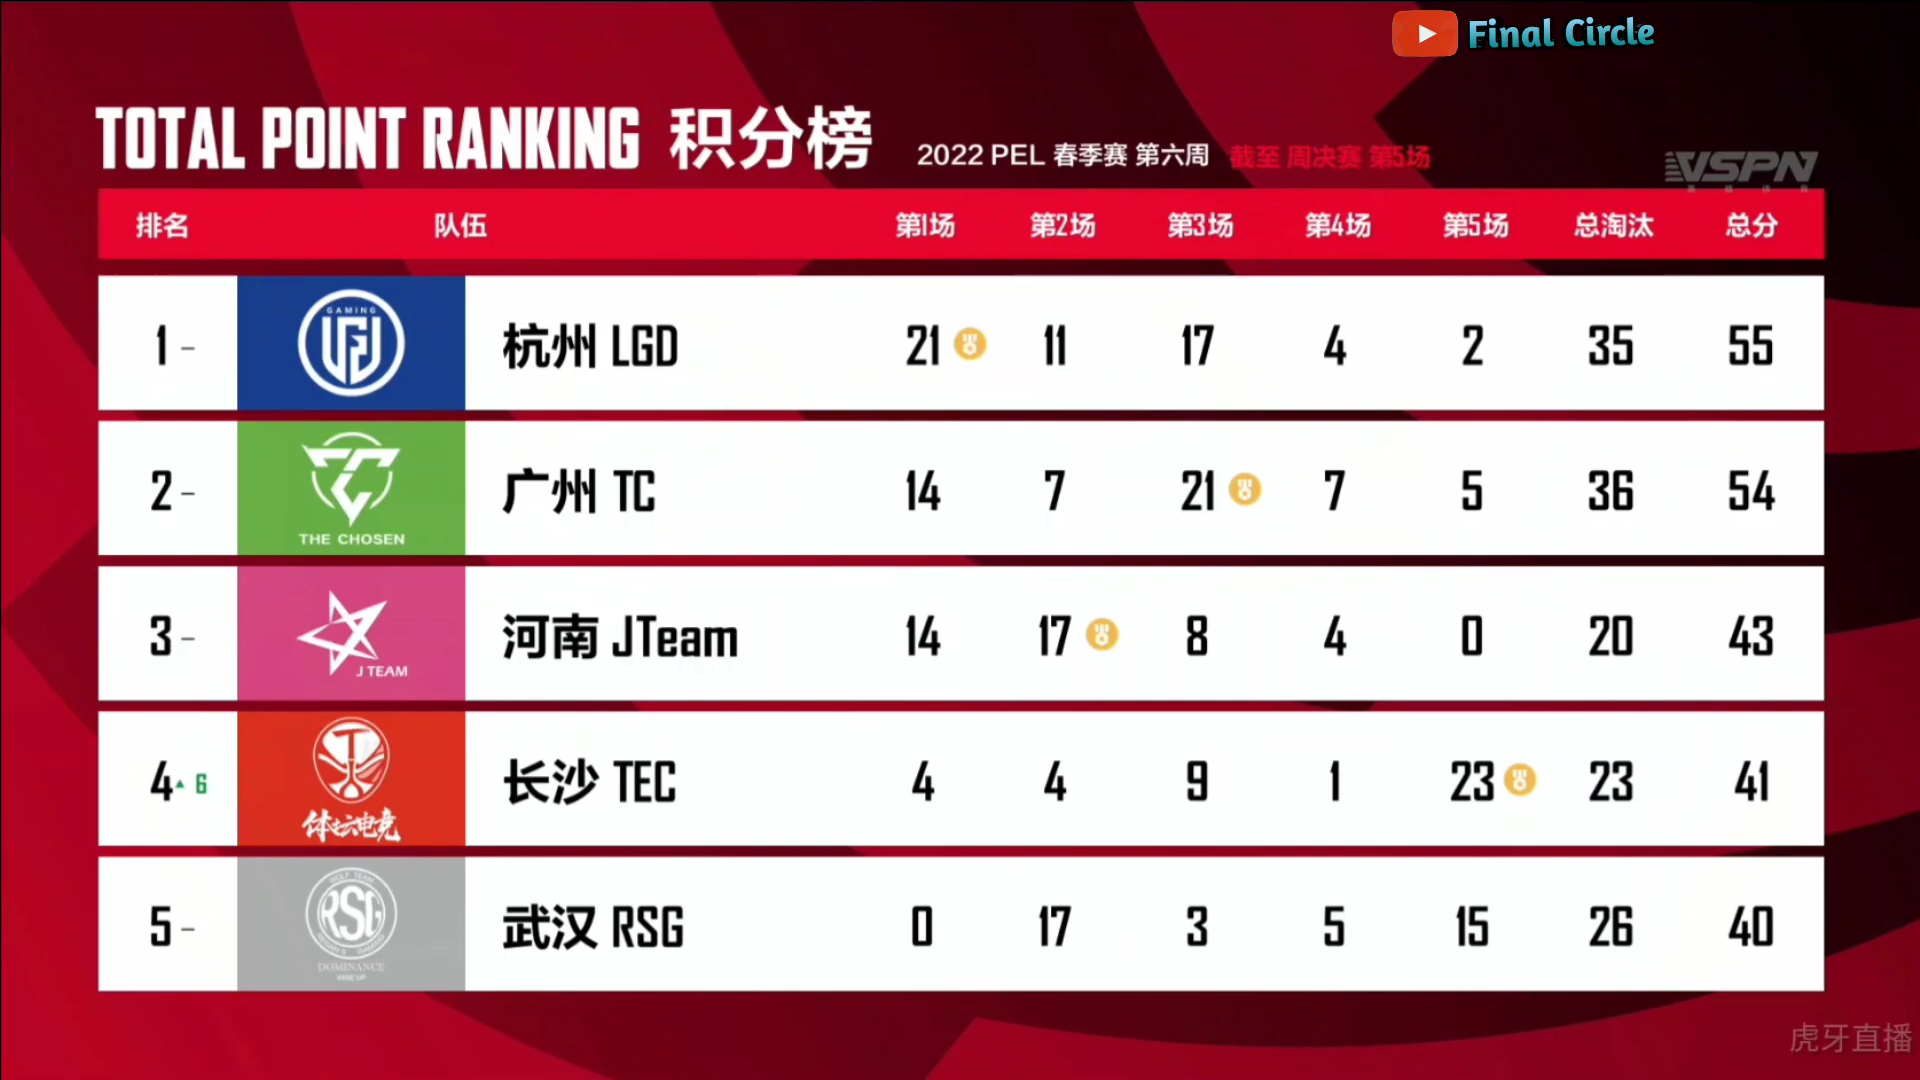 Final Circle
TOTAL POINT RANKING 积分榜 2022 PEL 春季赛 第六周 截至 周决赛 第5场
VSPN
排名 队伍 第1场 第2场 第3场 第4场 第5场 总淘汰 总分
1 - GAMING LGD 杭州 LGD 21 11 17 4 2 35 55
2 - THE CHOSEN 广州 TC 14 7 21 7 5 36 54
3 - J TEAM 河南 JTeam 14 17 8 4 0 20 43
4 ▲ 6 体坛电竞 长沙 TEC 4 4 9 1 23 23 41
5 - RSG DOMINANCE 武汉 RSG 0 17 3 5 15 26 40
虎牙直播